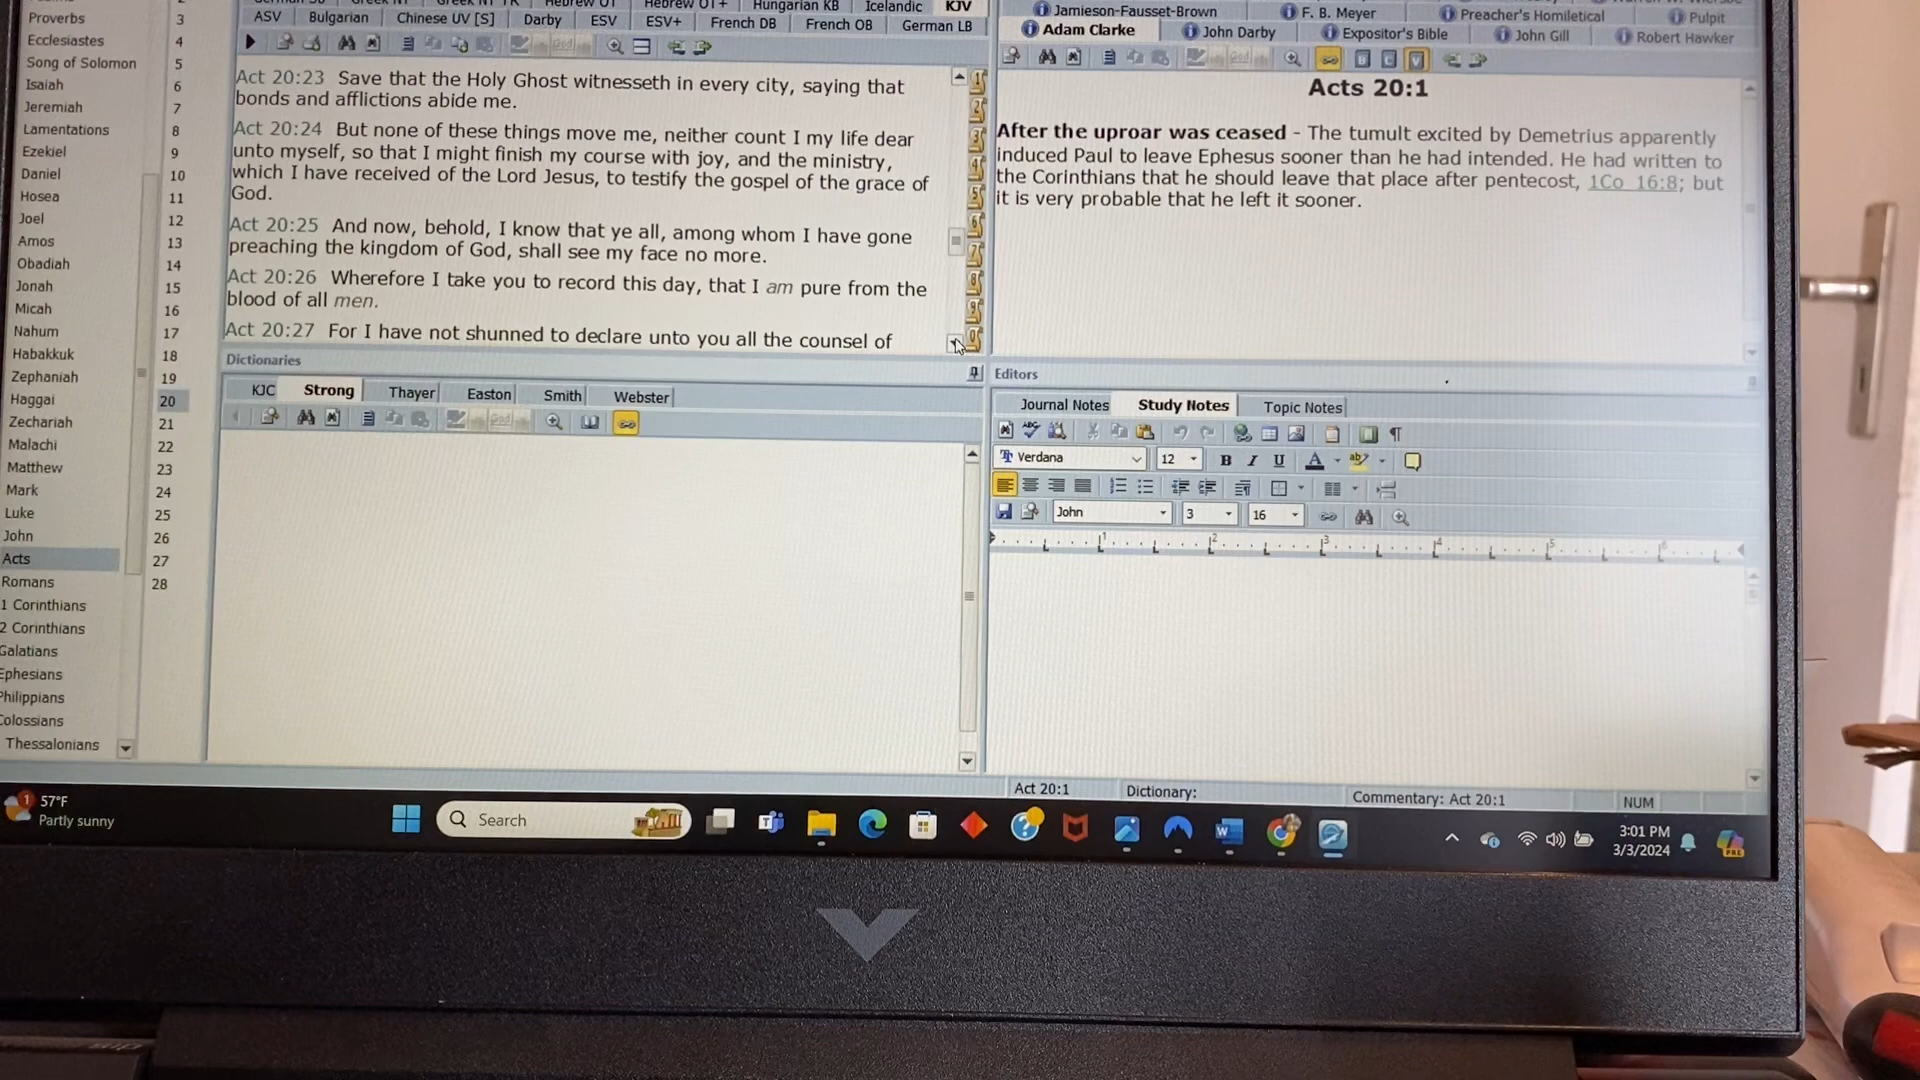 Proverbs
Ecclesiastes
Song of Solomon
Isaiah
Jeremiah
Lamentations
Ezekiel
Daniel
Hosea
Joel
Amos
Obadiah
Jonah
Micah
Nahum
Habakkuk
Zephaniah
Haggai
Zechariah
Malachi
Matthew
Mark
Luke
John
Acts
Romans
1 Corinthians
2 Corinthians
Galatians
Ephesians
Philippians
Colossians
Thessalonians
3
4
5
6
7
8
9
10
11
12
13
14
15
16
17
18
19
20
21
22
23
24
25
26
27
28
Hungarian KB Icelandic KJV
ASV Bulgarian Chinese UV [S] Darby ESV ESV+ French DB French OB German LB
Act 20:23 Save that the Holy Ghost witnesseth in every city, saying that
bonds and afflictions abide me.
Act 20:24 But none of these things move me, neither count I my life dear
unto myself, so that I might finish my course with joy, and the ministry,
which I have received of the Lord Jesus, to testify the gospel of the grace of
God.
Act 20:25 And now, behold, I know that ye all, among whom I have gone
preaching the kingdom of God, shall see my face no more.
Act 20:26 Wherefore I take you to record this day, that I am pure from the
blood of all men.
Act 20:27 For I have not shunned to declare unto you all the counsel of
Jamieson-Fausset-Brown F. B. Meyer Preacher's Homiletical Pulpit
Adam Clarke John Darby Expositor's Bible John Gill Robert Hawker
Acts 20:1
After the uproar was ceased - The tumult excited by Demetrius apparently
induced Paul to leave Ephesus sooner than he had intended. He had written to
the Corinthians that he should leave that place after pentecost, 1Co 16:8; but
it is very probable that he left it sooner.
Dictionaries
KJC Strong Thayer Easton Smith Webster
Editors
Journal Notes Study Notes Topic Notes
Verdana 12 B I U A
John 3 16
1 2 3 4 5 6
Act 20:1 Dictionary: Commentary: Act 20:1 NUM
1
57°F
Partly sunny
Search
3:01 PM
3/3/2024